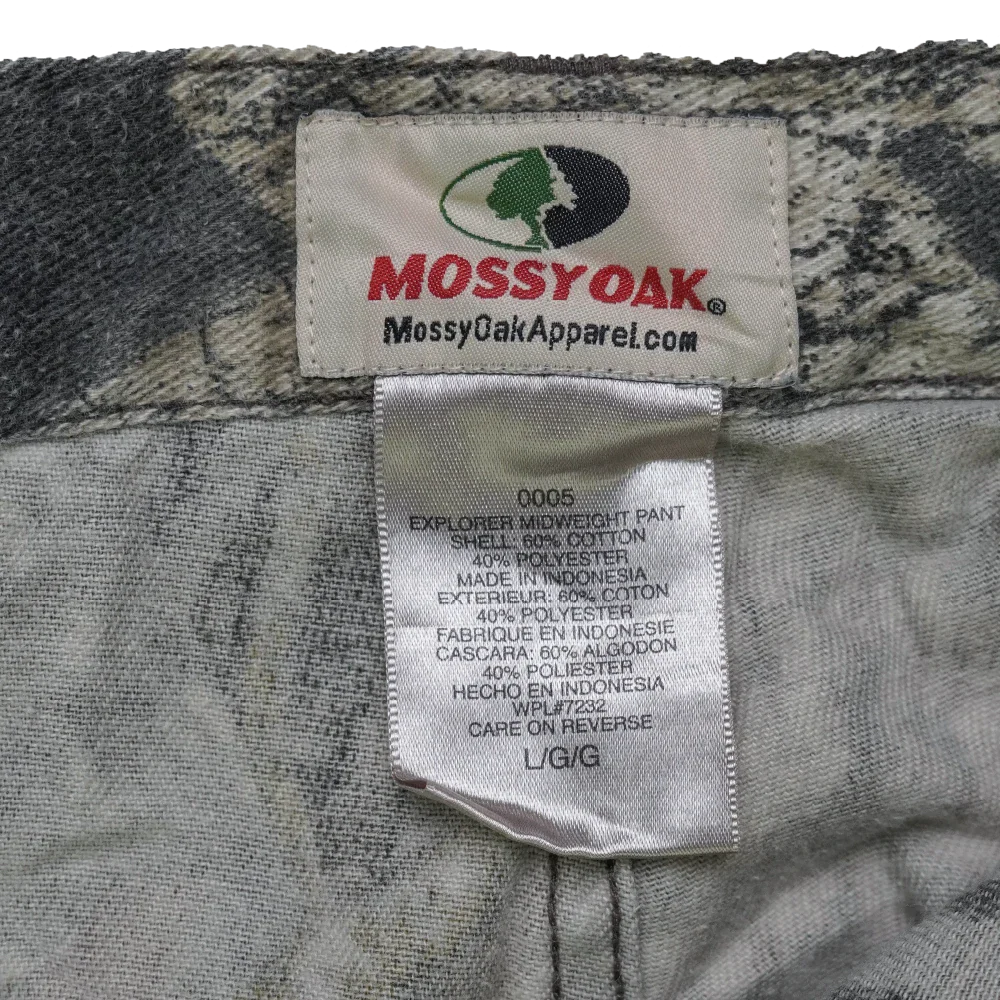 MOSSY OAK®
MossyOakApparel.com
0005
EXPLORER MIDWEIGHT PANT
SHELL: 60% COTTON
40% POLYESTER
MADE IN INDONESIA
EXTERIEUR: 60% COTON
40% POLYESTER
FABRIQUE EN INDONESIE
CASCARA: 60% ALGODON
40% POLIESTER
HECHO EN INDONESIA
WPL#7232
CARE ON REVERSE
L/G/G